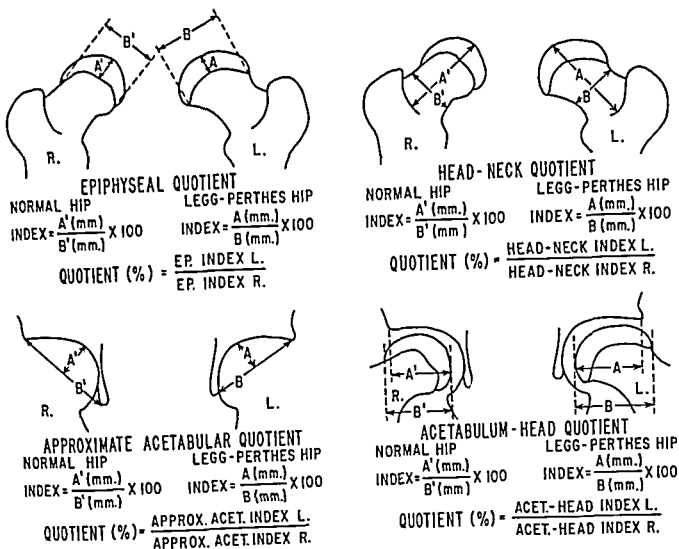 B' B
A' A
R. L.
EPIPHYSEAL QUOTIENT
NORMAL HIP LEGG-PERTHES HIP
INDEX=A'(mm)/B'(mm.) X 100 INDEX=A(mm.)/B(mm.) X100
QUOTIENT (%) = EP. INDEX L./EP. INDEX R.
A' A
B' B
R. L.
HEAD-NECK QUOTIENT
NORMAL HIP LEGG-PERTHES HIP
INDEX=A'(mm.)/B'(mm) X 100 INDEX=A(mm.)/B(mm.) X100
QUOTIENT (%) = HEAD-NECK INDEX L./HEAD-NECK INDEX R.
A' A
B' B
R. L.
APPROXIMATE ACETABULAR QUOTIENT
NORMAL HIP LEGG-PERTHES HIP
INDEX=A'(mm.)/B'(mm.) X 100 INDEX=A(mm.)/B(mm.) X 100
QUOTIENT (%)=APPROX. ACET. INDEX L./APPROX. ACET. INDEX R.
A' A
R. B' B L.
ACETABULUM-HEAD QUOTIENT
NORMAL HIP LEGG-PERTHES HIP
INDEX=A'(mm.)/B'(mm) X 100 INDEX=A(mm.)/B(mm.) X 100
QUOTIENT (%) = ACET.-HEAD INDEX L./ACET.-HEAD INDEX R.